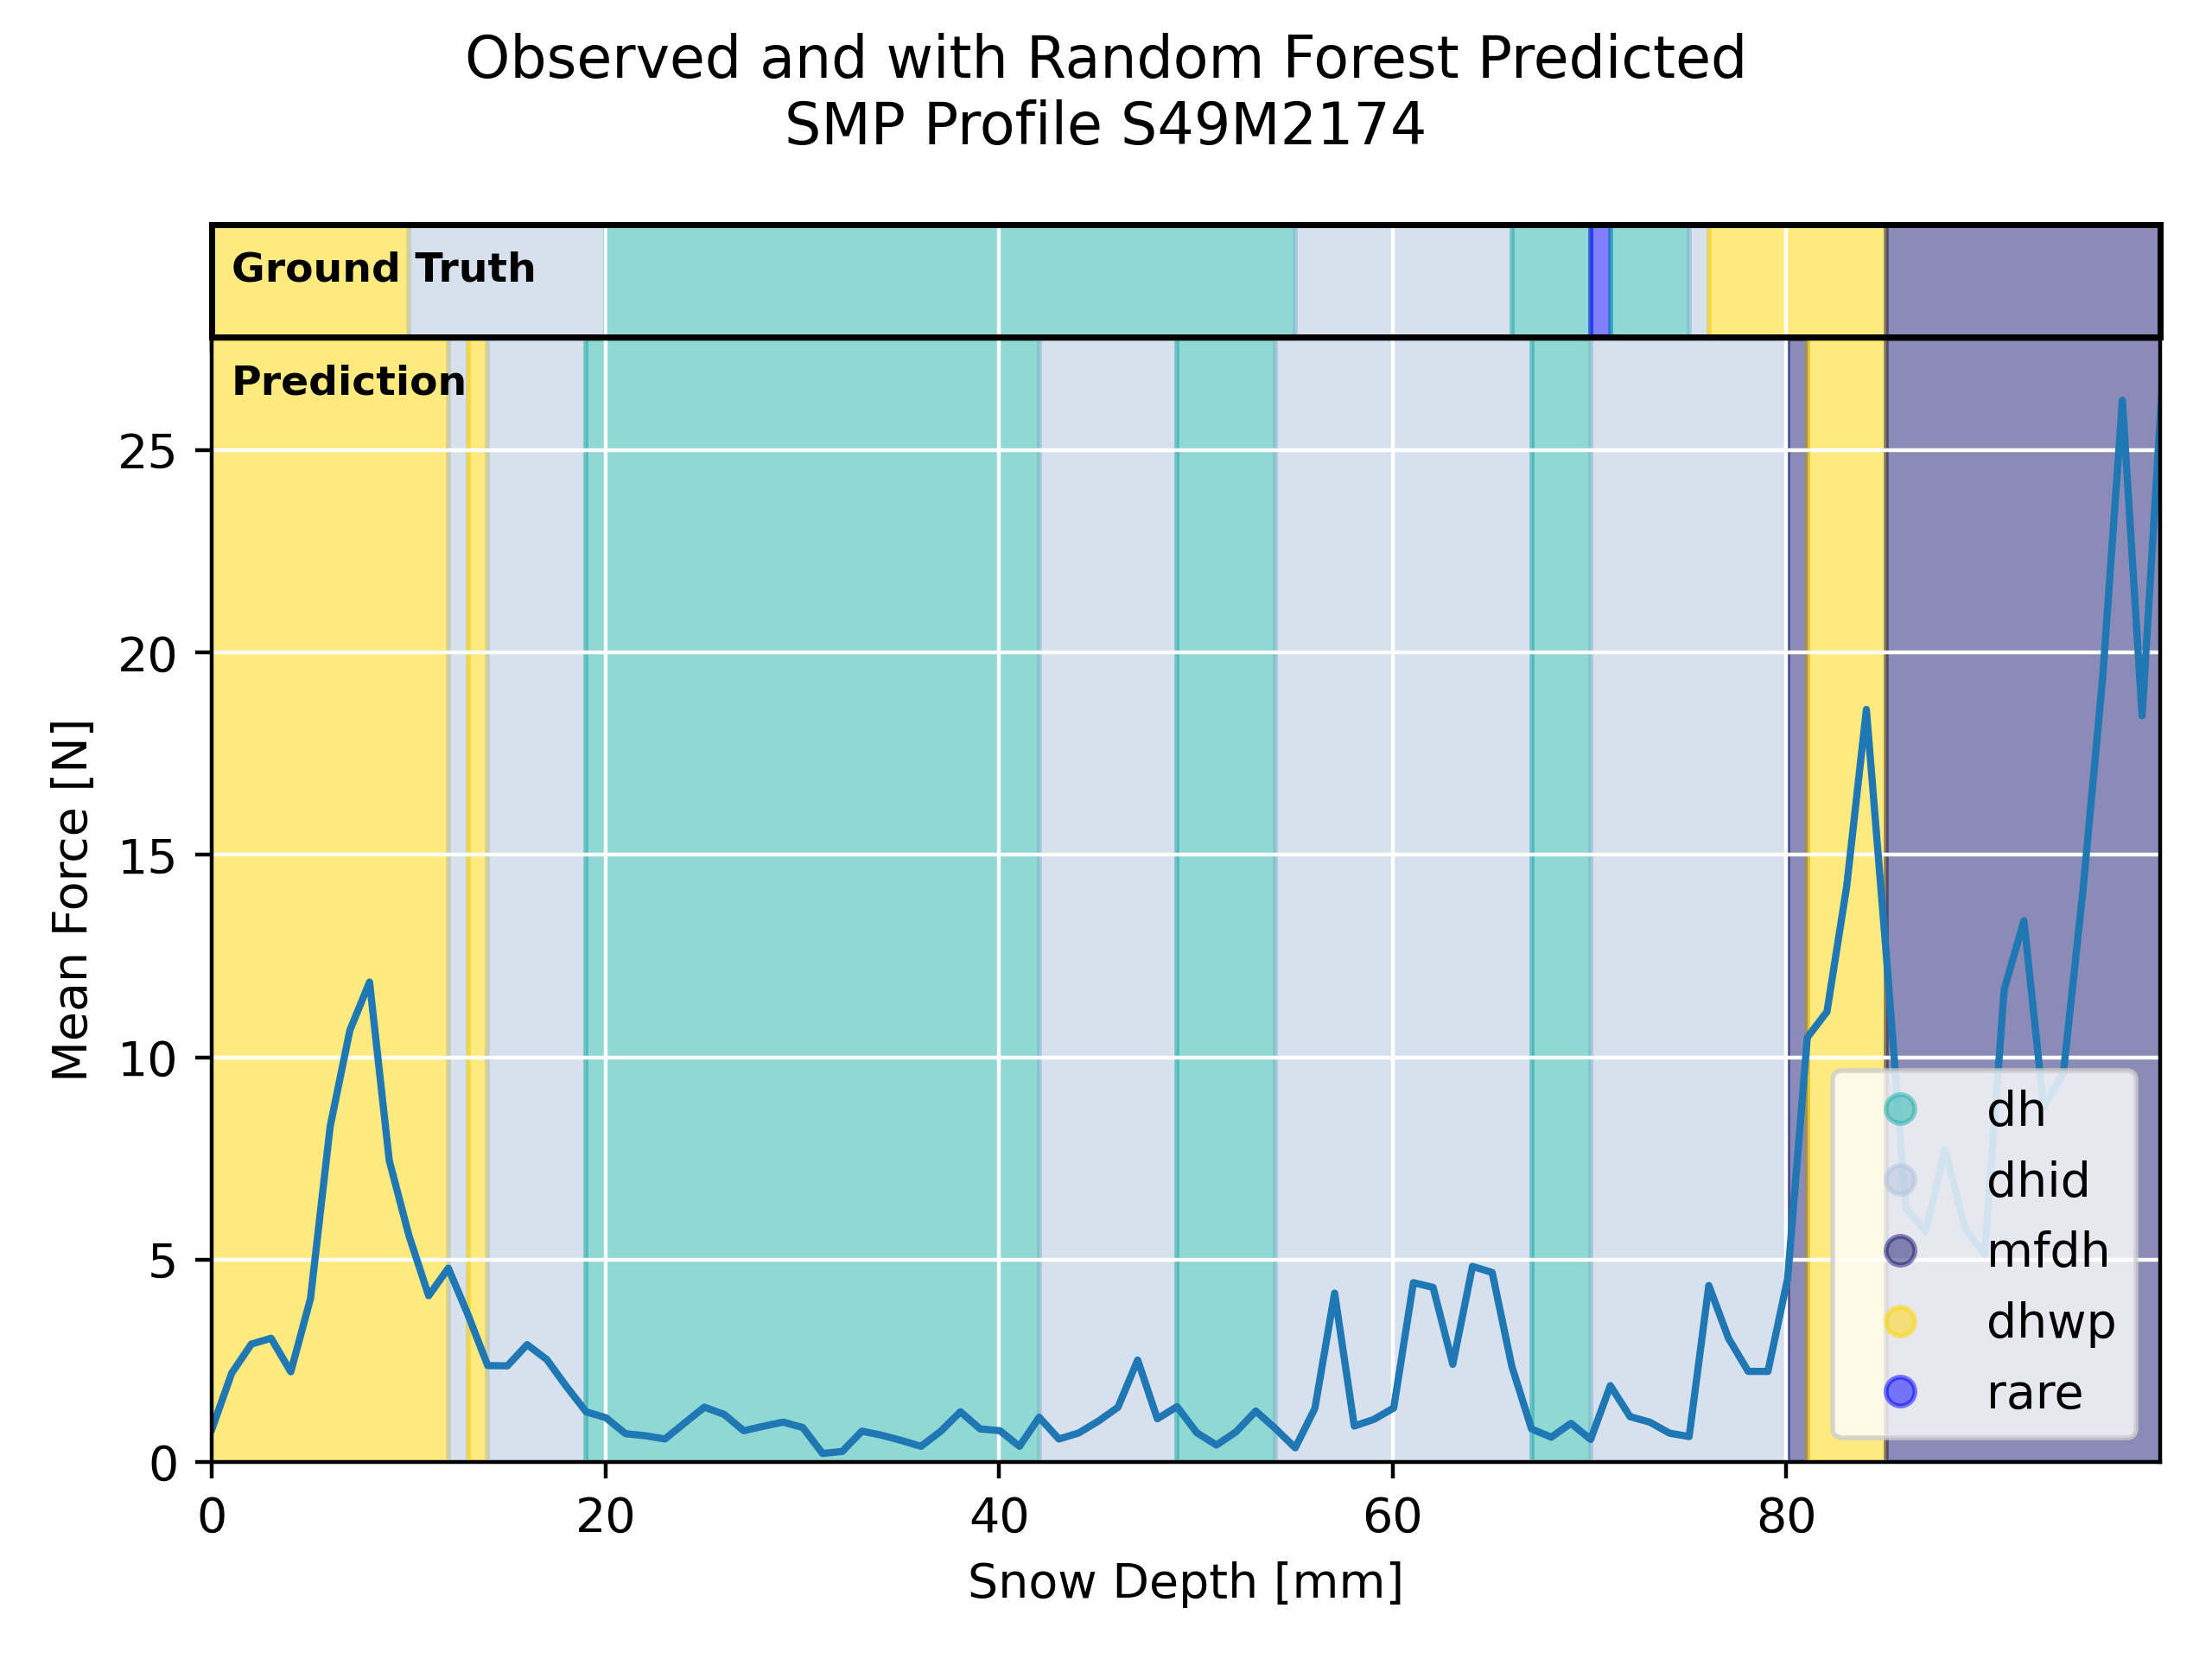 Observed and with Random Forest Predicted
SMP Profile S49M2174
Ground Truth
Prediction
25
20
15
10
5
0
Mean Force [N]
0 20 40 60 80
Snow Depth [mm]
dh
dhid
mfdh
dhwp
rare